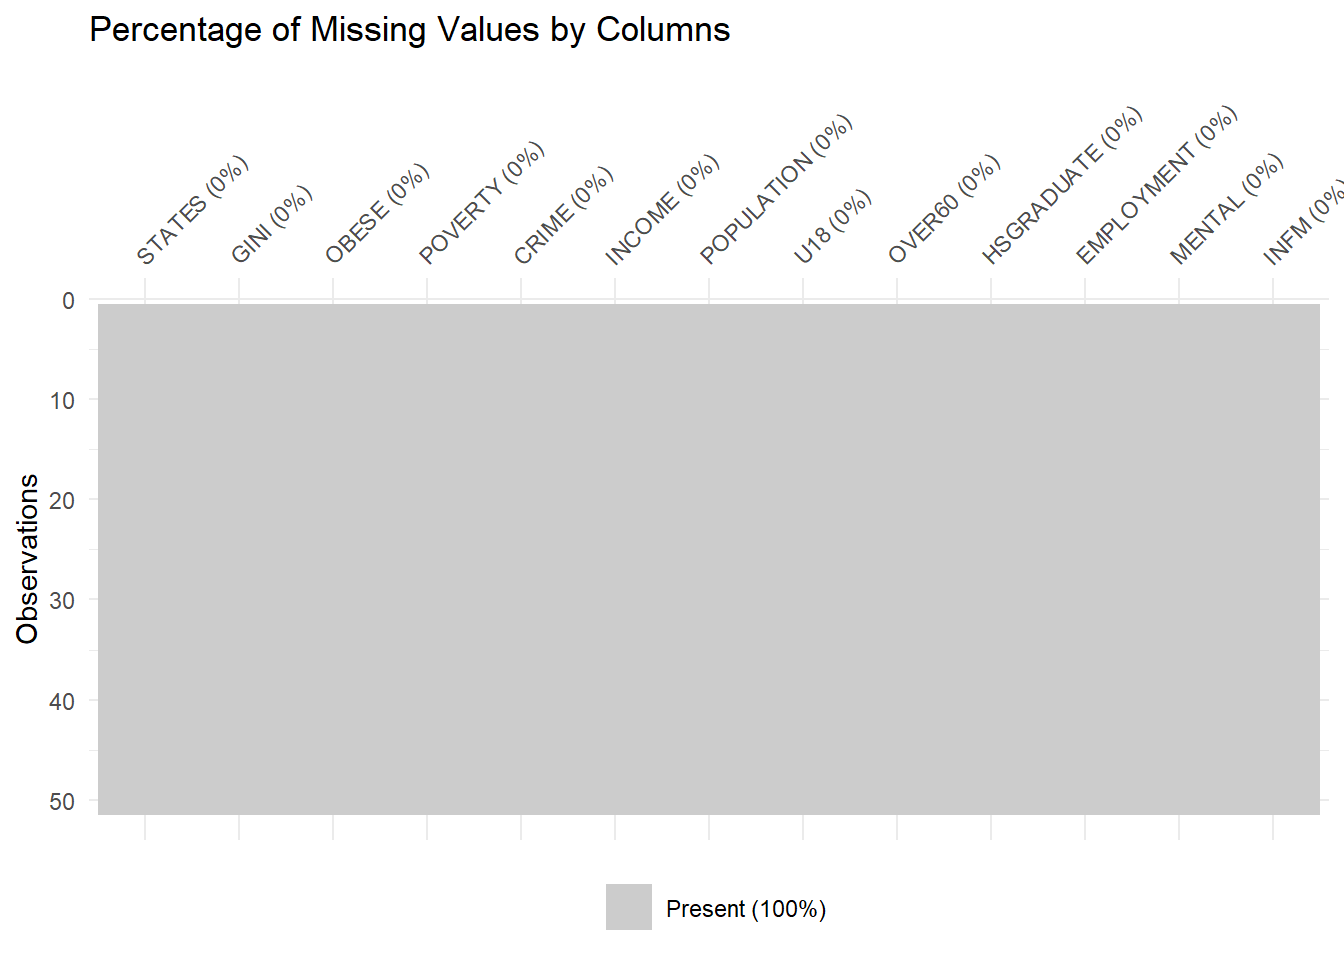 Percentage of Missing Values by Columns
STATES (0%)
GINI (0%)
OBESE (0%)
POVERTY (0%)
CRIME (0%)
INCOME (0%)
POPULATION (0%)
U18 (0%)
OVER60 (0%)
HSGRADUATE (0%)
EMPLOYMENT (0%)
MENTAL (0%)
INFM (0%
0
10
20
30
40
50
Observations
Present (100%)